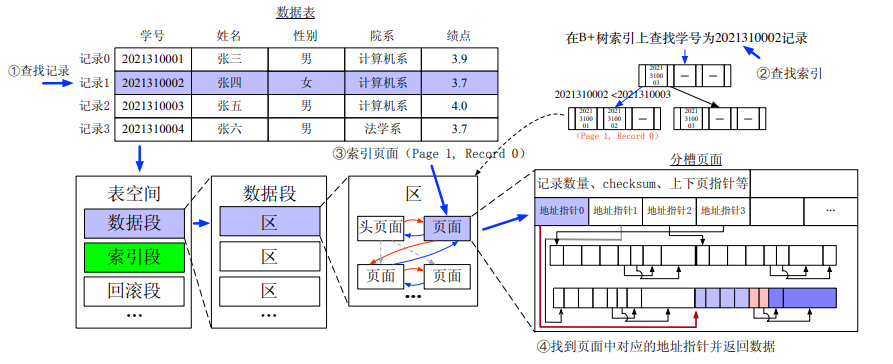 数据表
学号 姓名 性别 院系 绩点
①查找记录
记录0 2021310001 张三 男 计算机系 3.9
记录1 2021310002 张四 女 计算机系 3.7
记录2 2021310003 张五 男 计算机系 4.0
记录3 2021310004 张六 男 法学系 3.7
在B+树索引上查找学号为2021310002记录
②查找索引
2021
3100
03
—
—
2021310002 <2021310003
2021
3100
01
2021
3100
02
—
2021
3100
03
—
—
(Page 1, Record 0)
③索引页面（Page 1, Record 0）
表空间
数据段
索引段
回滚段
•••
数据段
区
区
区
•••
区
头页面
页面
页面
页面
•••
分槽页面
记录数量、checksum、上下页指针等
地址指针0
地址指针1
地址指针2
地址指针3
...
④找到页面中对应的地址指针并返回数据